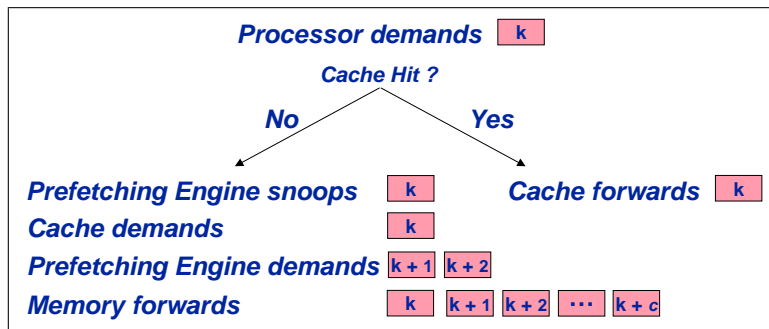 Processor demands k
Cache Hit ?
No Yes
Prefetching Engine snoops k Cache forwards k
Cache demands k
Prefetching Engine demands k + 1 k + 2
Memory forwards k k + 1 k + 2 ... k + c